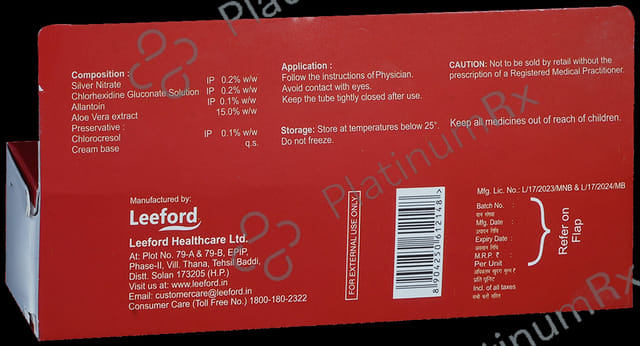 Composition :
Silver Nitrate IP 0.2% w/w
Chlorhexidine Gluconate Solution IP 0.2% w/w
Allantoin IP 0.1% w/w
Aloe Vera extract 15.0% w/w
Preservative :
Chlorocresol IP 0.1% w/w
Cream base q.s.
Application :
Follow the instructions of Physician.
Avoid contact with eyes.
Keep the tube tightly closed after use.
Storage: Store at temperatures below 25°.
Do not freeze.
CAUTION: Not to be sold by retail without the
prescription of a Registered Medical Practitioner.
Keep all medicines out of reach of children.
Manufactured by:
Leeford
Leeford Healthcare Ltd.
At: Plot No. 79-A & 79-B, EPIP,
Phase-II, Vill. Thana, Tehsil Baddi,
Distt. Solan 173205 (H.P.)
Visit us at: www.leeford.in
Email: customercare@leeford.in
Consumer Care (Toll Free No.) 1800-180-2322
FOR EXTERNAL USE ONLY
8 904250 612148 >
Mfg. Lic. No.: L/17/2023/MNB & L/17/2024/MB
Batch No. :
Mfg. Date :
Expiry Date :
M.R.P. ₹ :
Per Unit
Incl. of all taxes
Refer on
Flap
PlatinumRx
PlatinumRx
PlatinumRx